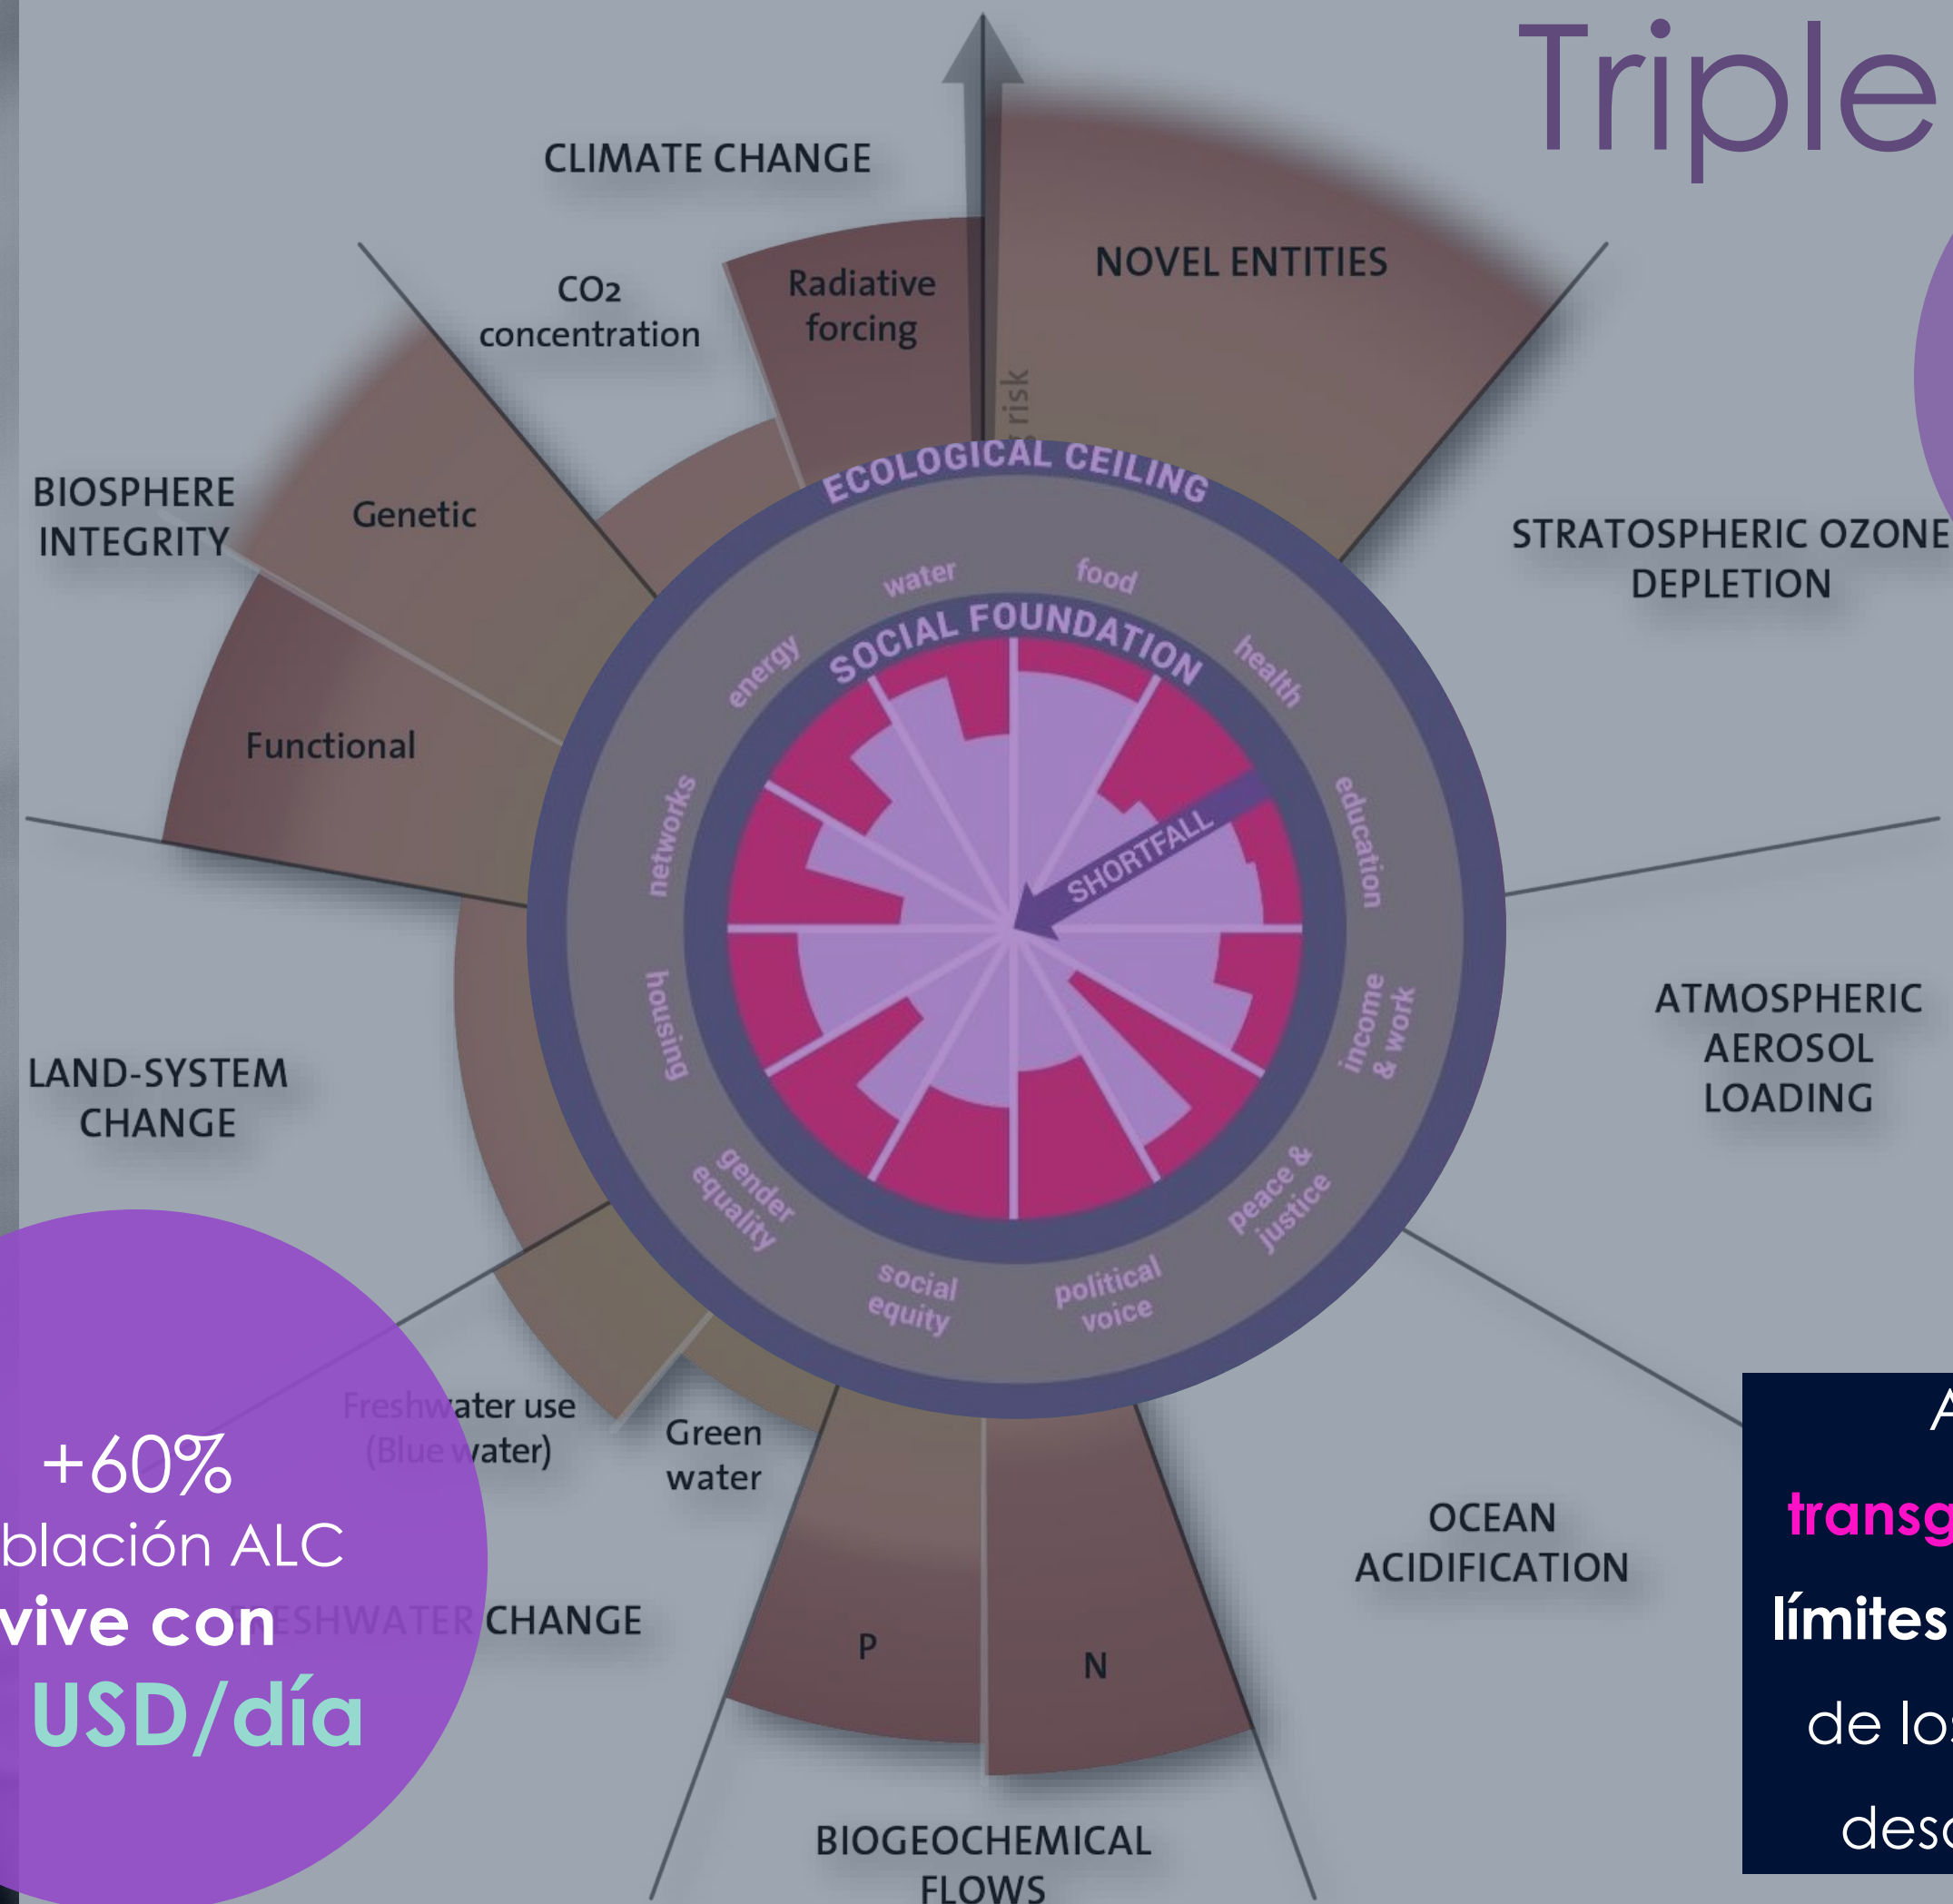 Triple
CLIMATE CHANGE
CO2
concentration
Radiative
forcing
NOVEL ENTITIES
risk
BIOSPHERE
INTEGRITY
Genetic
Functional
STRATOSPHERIC OZONE
DEPLETION
ECOLOGICAL CEILING
water
food
energy
health
SOCIAL FOUNDATION
networks
education
SHORTFALL
housing
income
& work
gender
equality
peace &
justice
social
equity
political
voice
LAND-SYSTEM
CHANGE
ATMOSPHERIC
AEROSOL
LOADING
Freshwater use
(Blue water)
Green
water
FRESHWATER CHANGE
+60%
blación ALC
vive con
USD/día
P
N
BIOGEOCHEMICAL
FLOWS
OCEAN
ACIDIFICATION
A
transg
límites
de los
desa